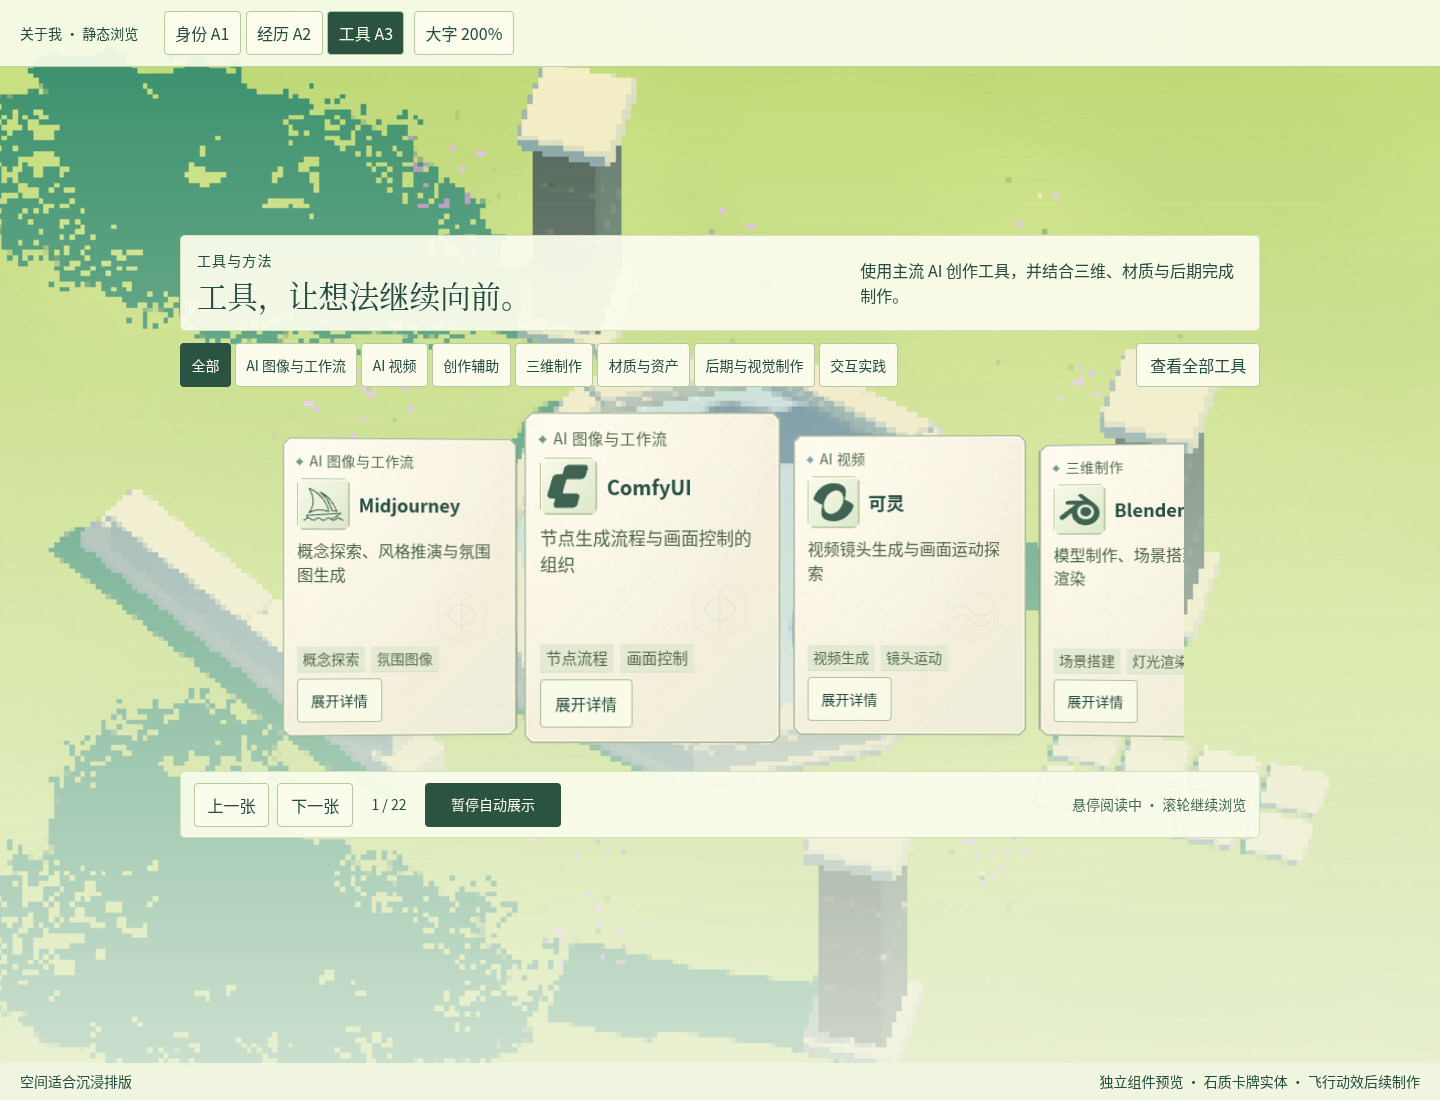 关于我 · 静态浏览
身份 A1
经历 A2
工具 A3
大字 200%
工具与方法
工具，让想法继续向前。
使用主流 AI 创作工具，并结合三维、材质与后期完成
制作。
全部
AI 图像与工作流
AI 视频
创作辅助
三维制作
材质与资产
后期与视觉制作
交互实践
查看全部工具
AI 图像与工作流
Midjourney
概念探索、风格推演与氛围
图生成
概念探索
氛围图像
展开详情
AI 图像与工作流
ComfyUI
节点生成流程与画面控制的
组织
节点流程
画面控制
展开详情
AI 视频
可灵
视频镜头生成与画面运动探
索
视频生成
镜头运动
展开详情
三维制作
Blender
模型制作、场景搭
渲染
场景搭建
灯光渲染
展开详情
上一张
下一张
1 / 22
暂停自动展示
悬停阅读中 · 滚轮继续浏览
空间适合沉浸排版
独立组件预览 · 石质卡牌实体 · 飞行动效后续制作